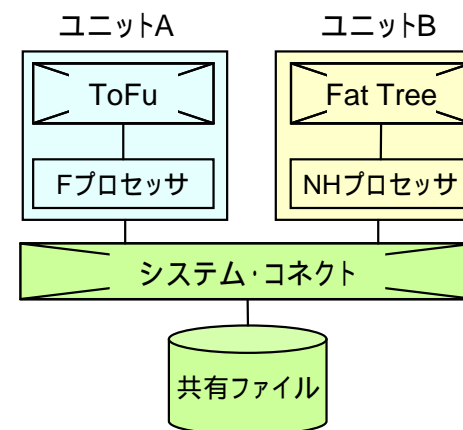 ユニットA
ユニットB
ToFu
Fat Tree
Fプロセッサ
NHプロセッサ
システム・コネクト
共有ファイル